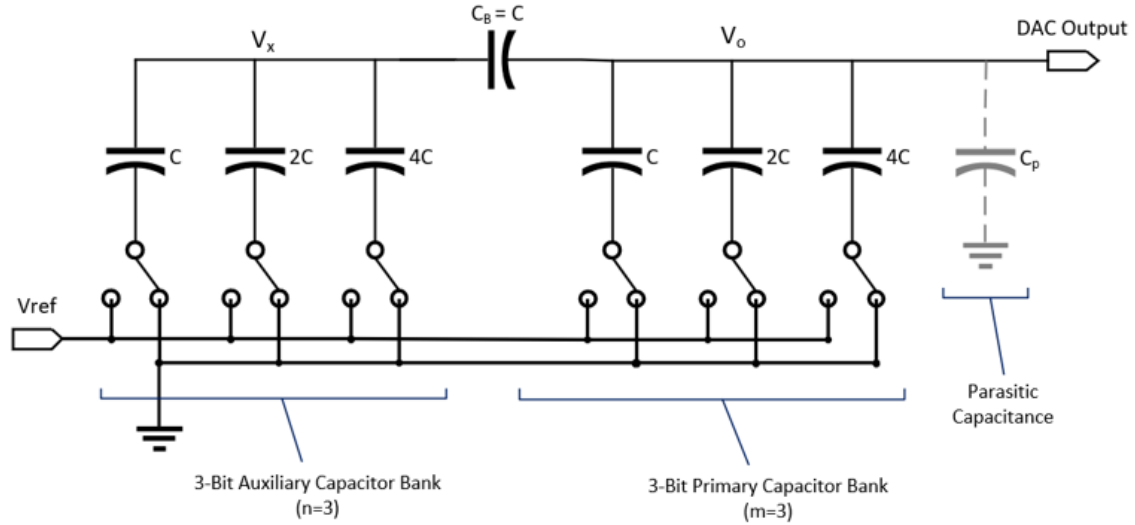 C_B = C
V_x
V_o
DAC Output
C
2C
4C
C
2C
4C
C_p
Vref
Parasitic
Capacitance
3-Bit Auxiliary Capacitor Bank
(n=3)
3-Bit Primary Capacitor Bank
(m=3)